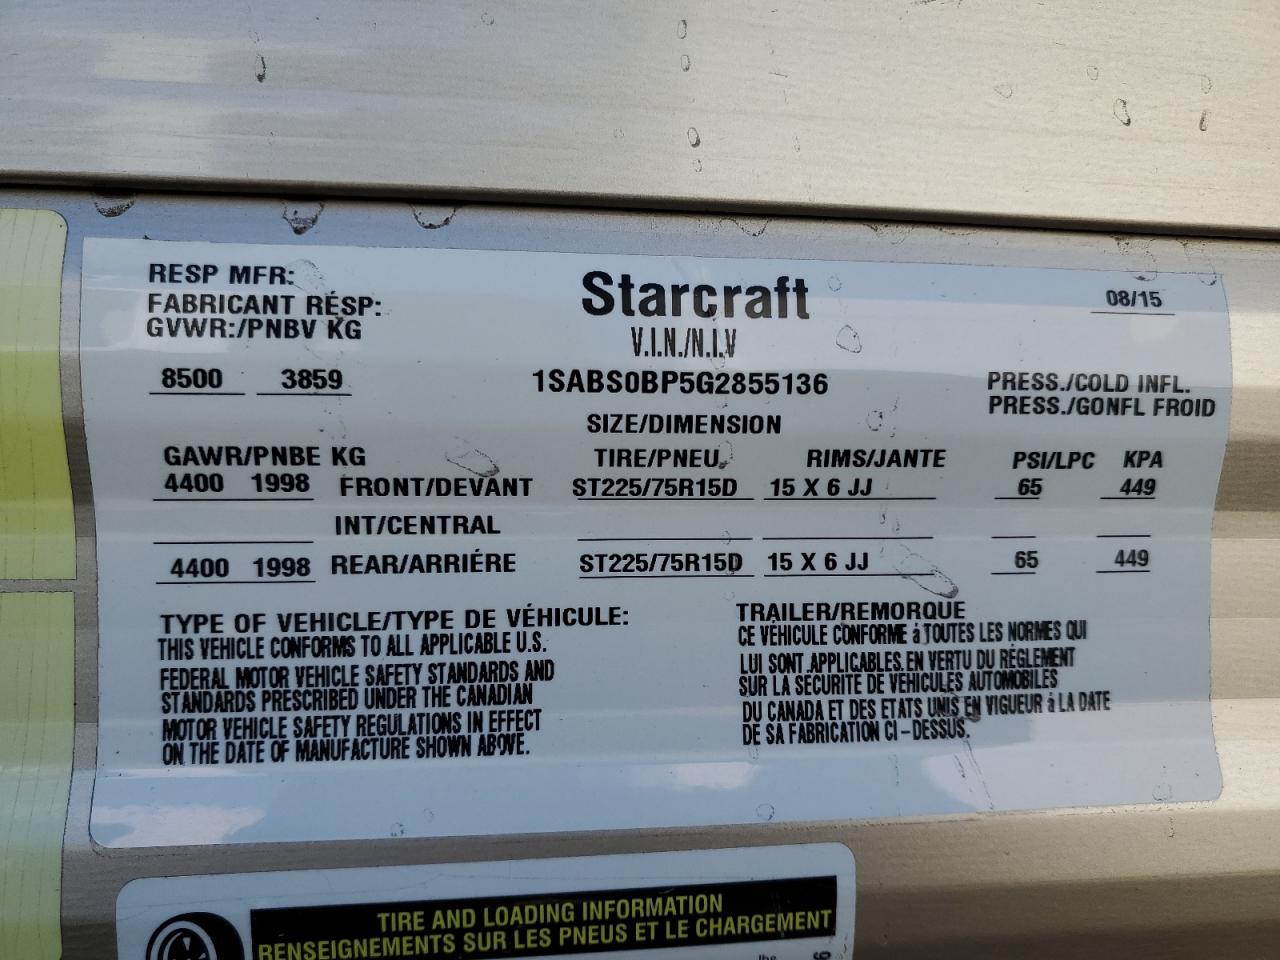 RESP MFR:
FABRICANT RÉSP:
GVWR:/PNBV KG
Starcraft
08/15
V.I.N./N.I.V
8500 3859
1SABS0BP5G2855136
PRESS./COLD INFL.
PRESS./GONFL FROID
SIZE/DIMENSION
GAWR/PNBE KG TIRE/PNEU RIMS/JANTE PSI/LPC KPA
4400 1998 FRONT/DEVANT ST225/75R15D 15 X 6 JJ 65 449
INT/CENTRAL
4400 1998 REAR/ARRIÉRE ST225/75R15D 15 X 6 JJ 65 449
TYPE OF VEHICLE/TYPE DE VÉHICULE: TRAILER/REMORQUE
THIS VEHICLE CONFORMS TO ALL APPLICABLE U.S.
FEDERAL MOTOR VEHICLE SAFETY STANDARDS AND
STANDARDS PRESCRIBED UNDER THE CANADIAN
MOTOR VEHICLE SAFETY REGULATIONS IN EFFECT
ON THE DATE OF MANUFACTURE SHOWN ABOVE.
CE VÉHICULE CONFORME à TOUTES LES NORMES QUI
LUI SONT APPLICABLES EN VERTU DU RÉGLEMENT
SUR LA SÉCURITE DE VÉHICULES AUTOMOBILES
DU CANADA ET DES ETATS UNIS EN VIGUEUR à LA DATE
DE SA FABRICATION CI-DESSUS.
TIRE AND LOADING INFORMATION
RENSEIGNEMENTS SUR LES PNEUS ET LE CHARGEMENT